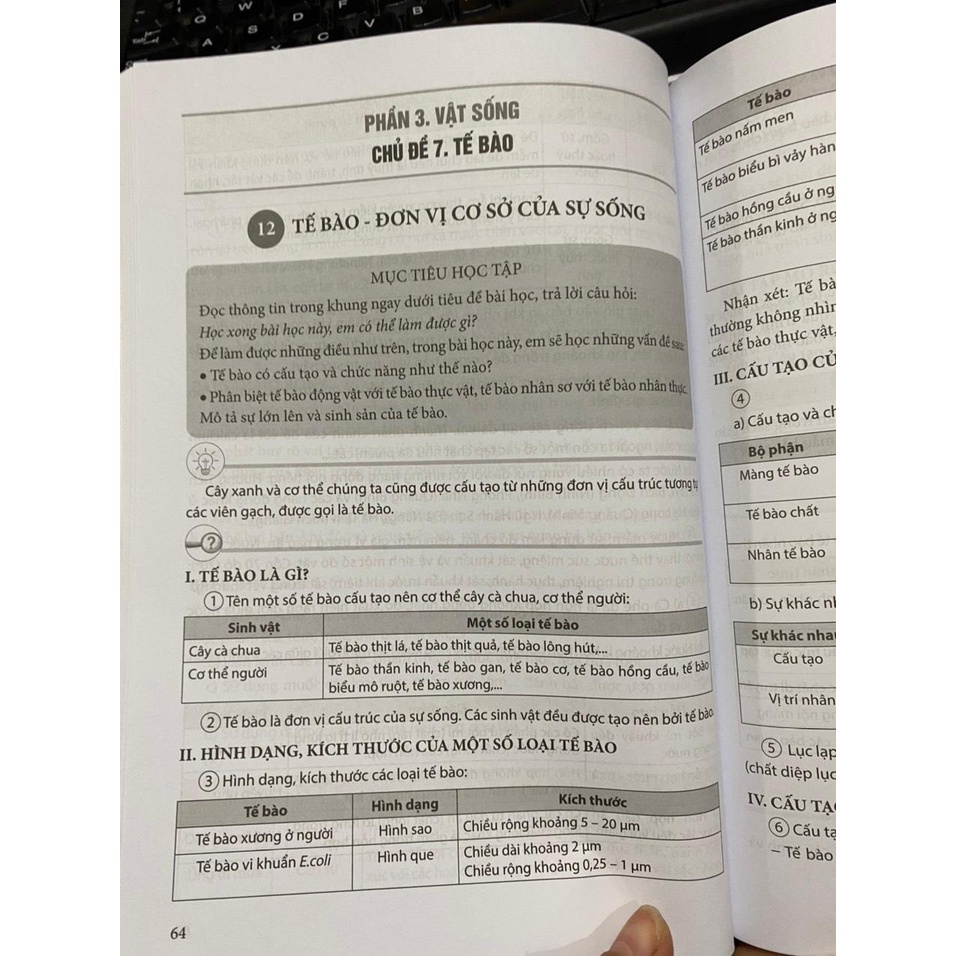 Q W D F V B
A S C
PHẦN 3. VẬT SỐNG
CHỦ ĐỀ 7. TẾ BÀO
12 TẾ BÀO - ĐƠN VỊ CƠ SỞ CỦA SỰ SỐNG
MỤC TIÊU HỌC TẬP
Đọc thông tin trong khung ngay dưới tiêu đề bài học, trả lời câu hỏi:
Học xong bài học này, em có thể làm được gì?
Để làm được những điều như trên, trong bài học này, em sẽ học những vấn đề sau:
• Tế bào có cấu tạo và chức năng như thế nào?
• Phân biệt tế bào động vật với tế bào thực vật, tế bào nhân sơ với tế bào nhân thực.
Mô tả sự lớn lên và sinh sản của tế bào.
Cây xanh và cơ thể chúng ta cũng được cấu tạo từ những đơn vị cấu trúc tương tự
các viên gạch, được gọi là tế bào.
?
I. TẾ BÀO LÀ GÌ?
1 Tên một số tế bào cấu tạo nên cơ thể cây cà chua, cơ thể người:
Sinh vật Một số loại tế bào
Cây cà chua Tế bào thịt lá, tế bào thịt quả, tế bào lông hút,...
Cơ thể người Tế bào thần kinh, tế bào gan, tế bào cơ, tế bào hồng cầu, tế bào
biểu mô ruột, tế bào xương,...
2 Tế bào là đơn vị cấu trúc của sự sống. Các sinh vật đều được tạo nên bởi tế bào
II. HÌNH DẠNG, KÍCH THƯỚC CỦA MỘT SỐ LOẠI TẾ BÀO
3 Hình dạng, kích thước các loại tế bào:
Tế bào Hình dạng Kích thước
Tế bào xương ở người Hình sao Chiều rộng khoảng 5 – 20 µm
Tế bào vi khuẩn E.coli Hình que Chiều dài khoảng 2 µm
Chiều rộng khoảng 0,25 – 1 µm
64
Tế bào
Tế bào nấm men
Tế bào biểu bì vảy hàn
Tế bào hồng cầu ở ng
Tế bào thần kinh ở ng
Nhận xét: Tế bà
thường không nhìn
các tế bào thực vật,
III. CẤU TẠO CỦ
4
a) Cấu tạo và ch
Bộ phận
Màng tế bào
Tế bào chất
Nhân tế bào
b) Sự khác nh
Sự khác nhau
Cấu tạo
Vị trí nhân
5 Lục lạp
(chất diệp lục
IV. CẤU TẠO
6 Cấu tạ
– Tế bào